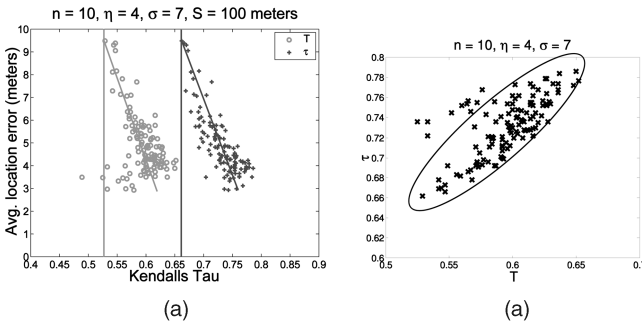 n = 10, η = 4, σ = 7, S = 100 meters
Avg. location error (meters)
10
9
8
7
6
5
4
3
2
1
0
0.4 0.45 0.5 0.55 0.6 0.65 0.7 0.75 0.8 0.85 0.9
Kendalls Tau
T
τ
(a)
n = 10, η = 4, σ = 7
τ
0.8
0.78
0.76
0.74
0.72
0.7
0.68
0.66
0.64
0.62
0.6
0.5 0.55 0.6 0.65
T
(a)